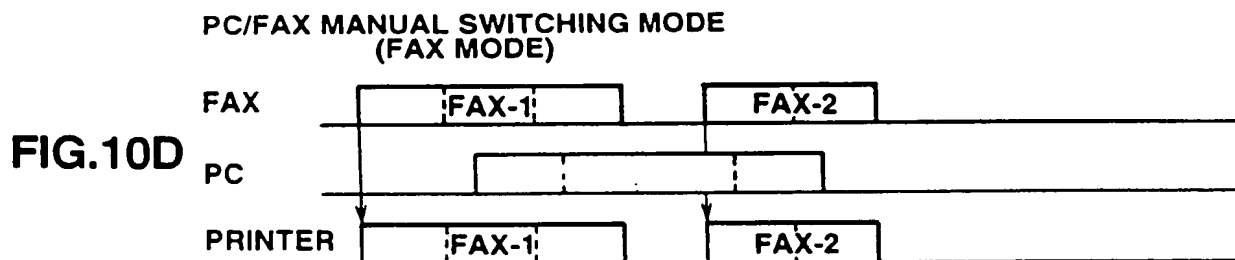 PC/FAX MANUAL SWITCHING MODE
(FAX MODE)
FAX
FAX-1
FAX-2
FIG.10D
PC
PRINTER
FAX-1
FAX-2